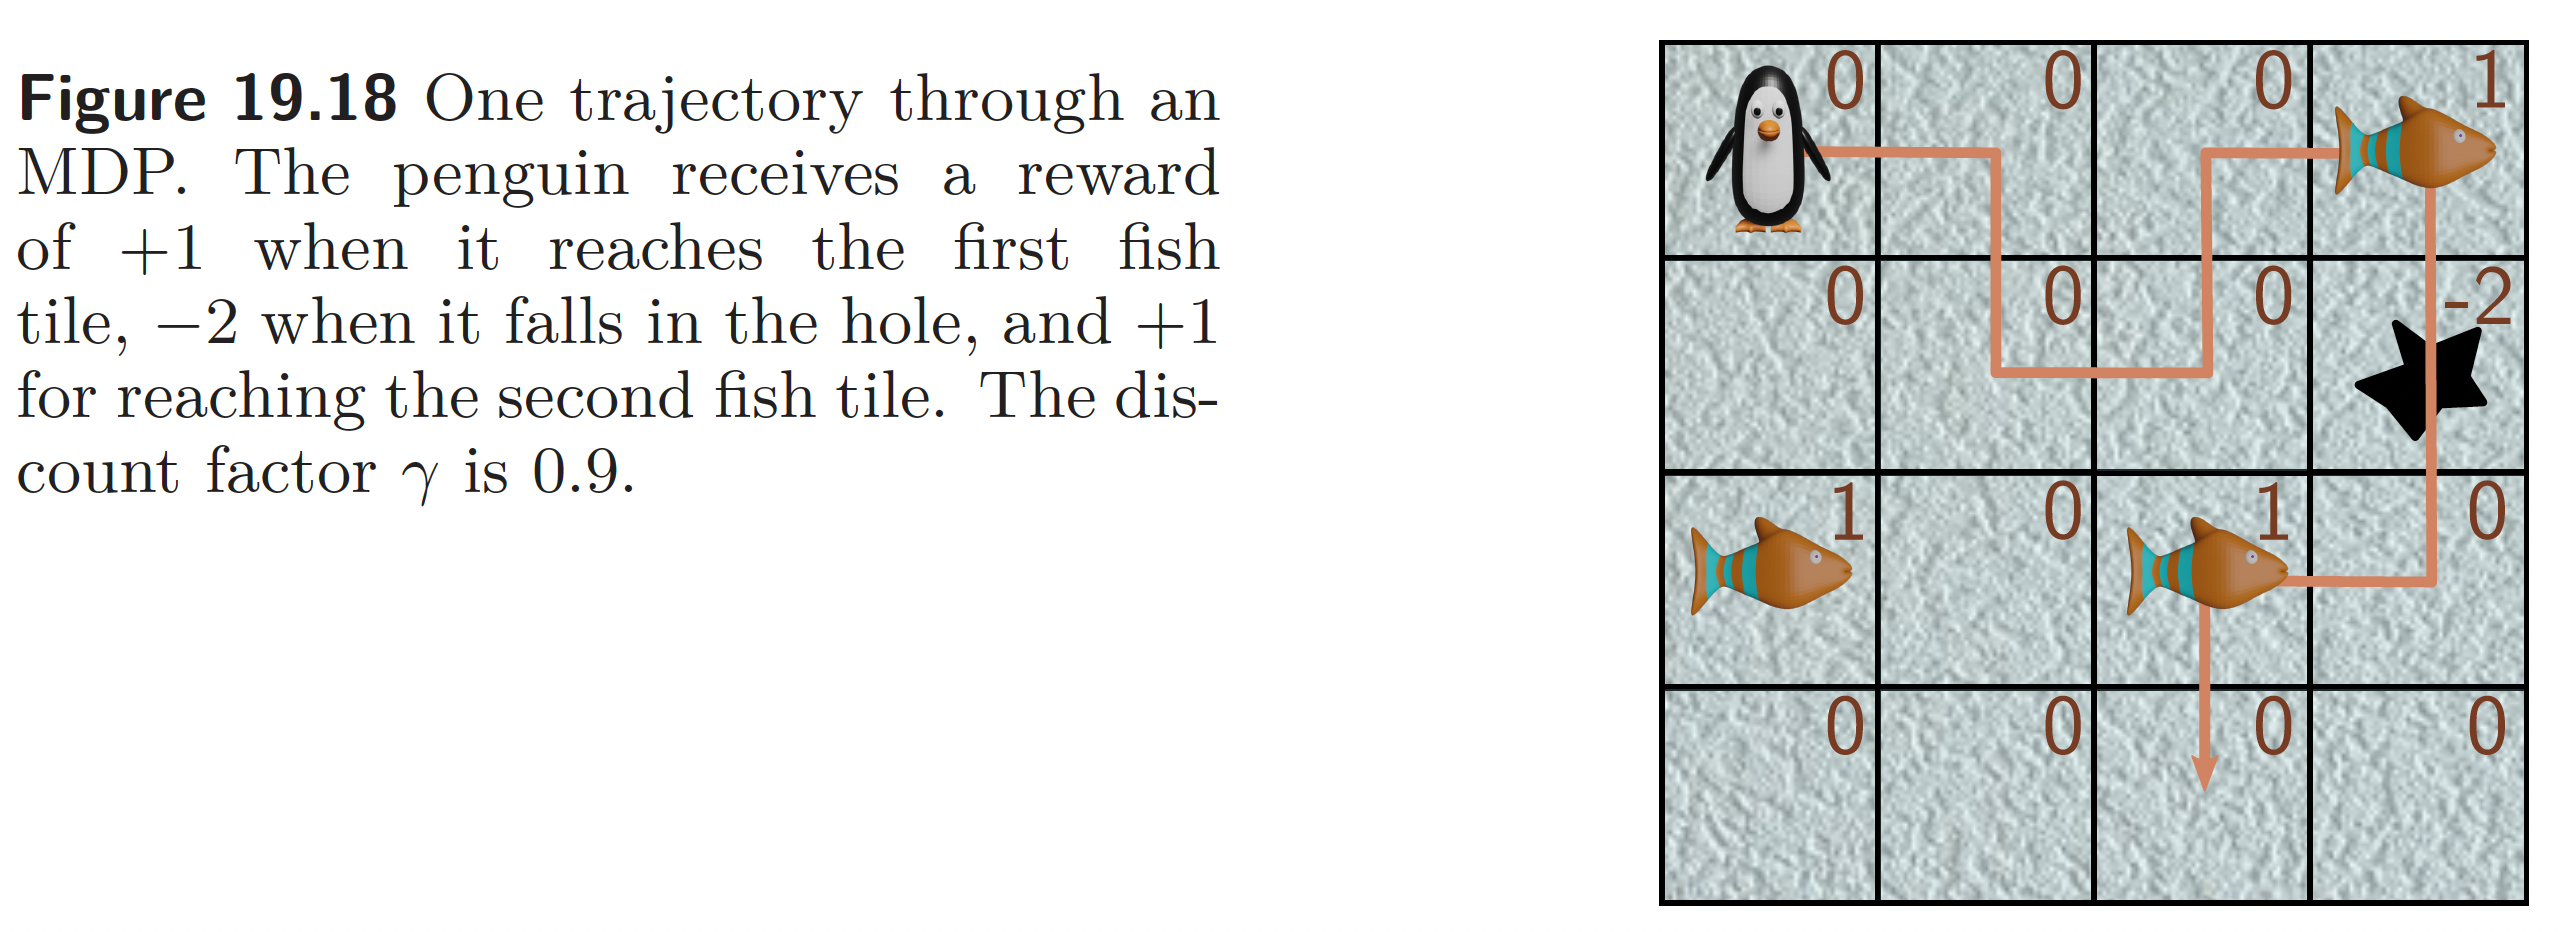 Figure 19.18 One trajectory through an
MDP. The penguin receives a reward
of +1 when it reaches the first fish
tile, −2 when it falls in the hole, and +1
for reaching the second fish tile. The dis-
count factor γ is 0.9.
0 0 0 1
0 0 0 -2
1 0 1 0
0 0 0 0